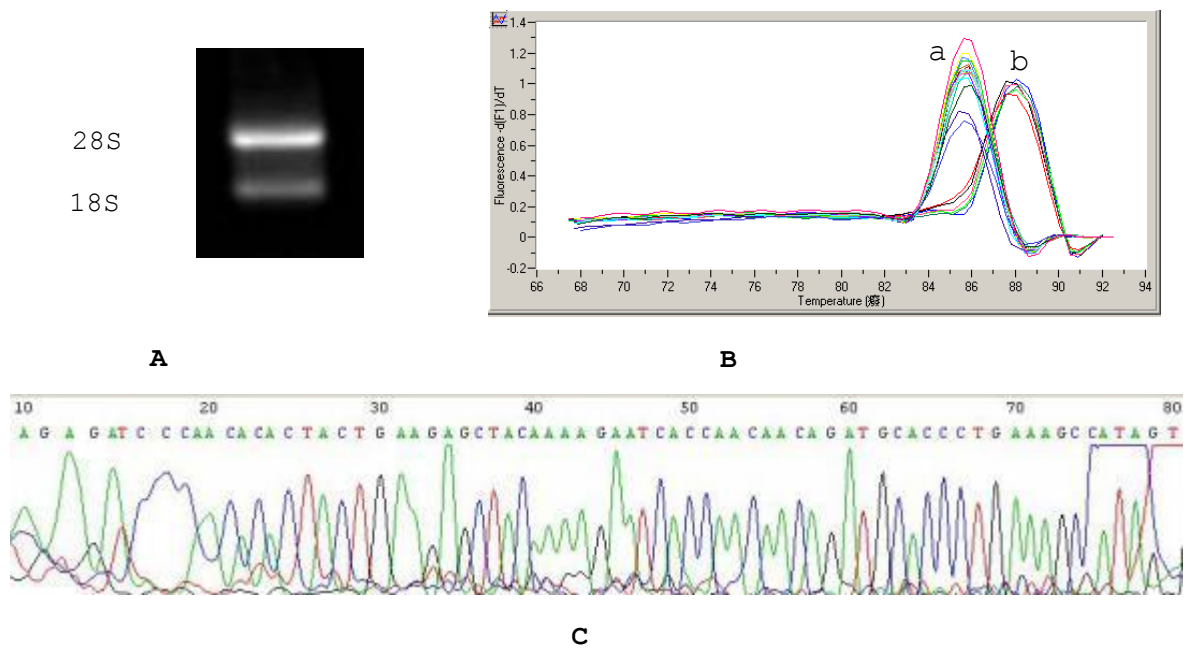 28S
18S
a
b
1.4
1.2
1
0.8
0.6
0.4
0.2
0
-0.2
Fluorescence -d(F1)/dT
66 68 70 72 74 76 78 80 82 84 86 88 90 92 94
Temperature (癈)
A
B
10 20 30 40 50 60 70 80
AGAGATCCCAACACACTACTGAAGAGCTACAAAAGAATCACCAACAACAGATGCACCCTGAAAGCCATAGT
C